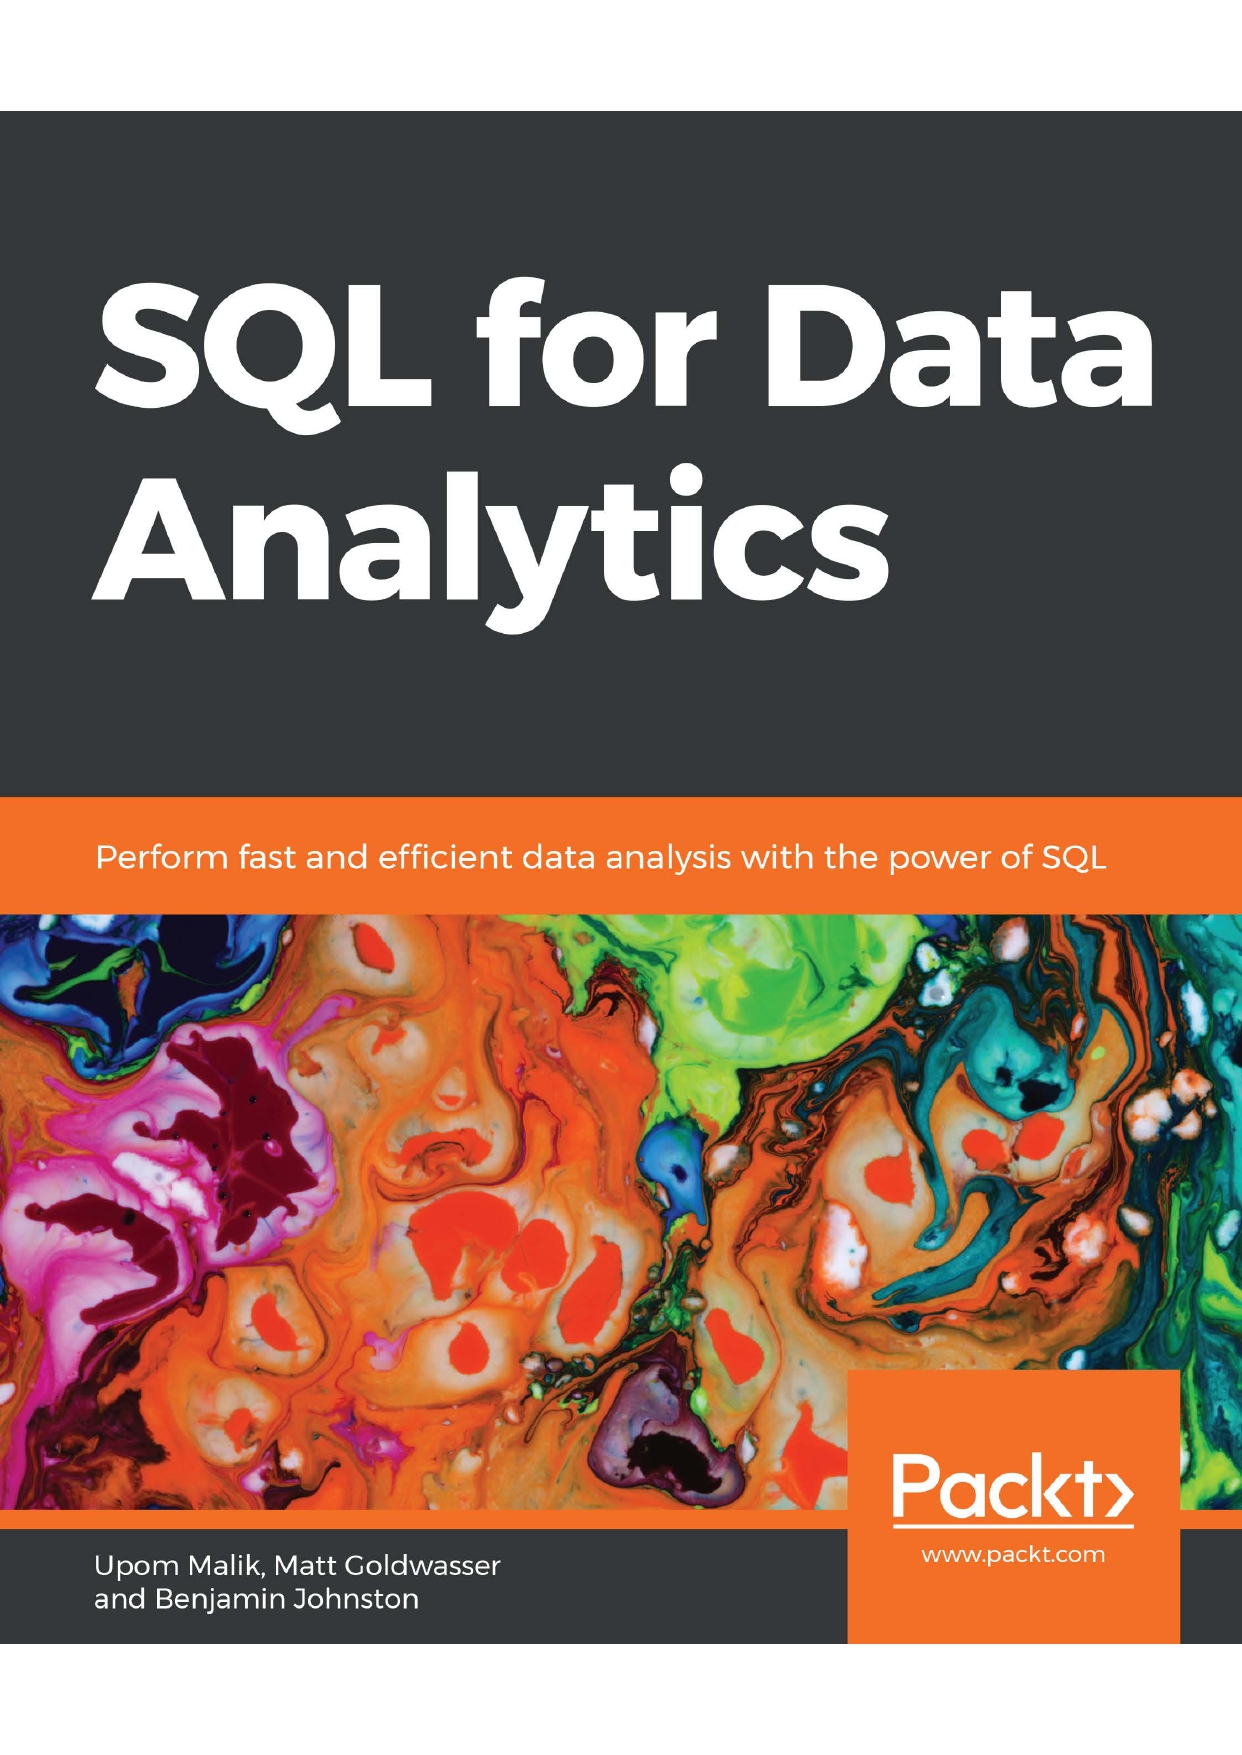 SQL for Data
Analytics
Perform fast and efficient data analysis with the power of SQL
Upom Malik, Matt Goldwasser
and Benjamin Johnston
Packt>
www.packt.com